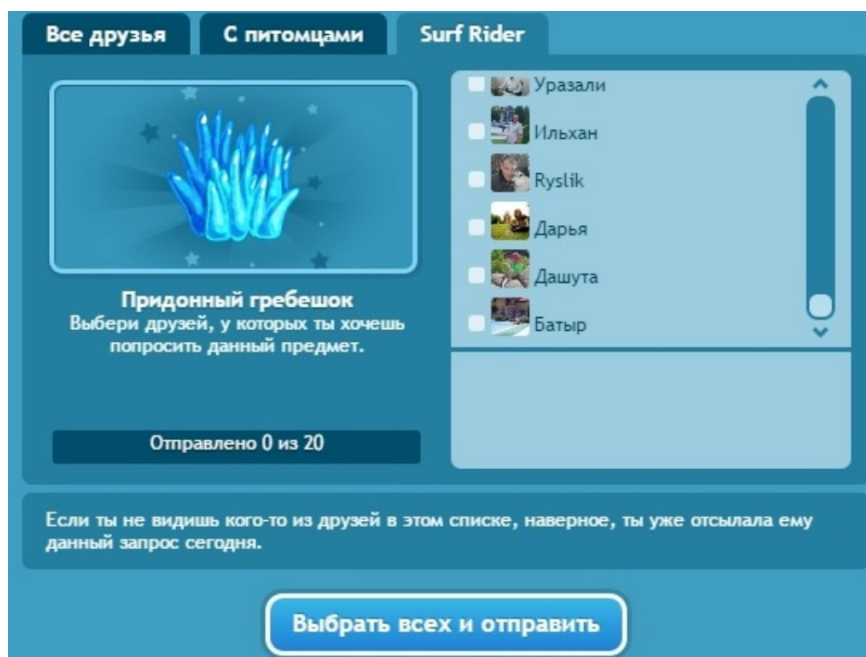 Все друзья
С питомцами
Surf Rider
Придонный гребешок
Выбери друзей, у которых ты хочешь
попросить данный предмет.
Отправлено 0 из 20
Уразали
Ильхан
Ryslik
Дарья
Дашута
Батыр
Если ты не видишь кого-то из друзей в этом списке, наверное, ты уже отсылала ему
данный запрос сегодня.
Выбрать всех и отправить